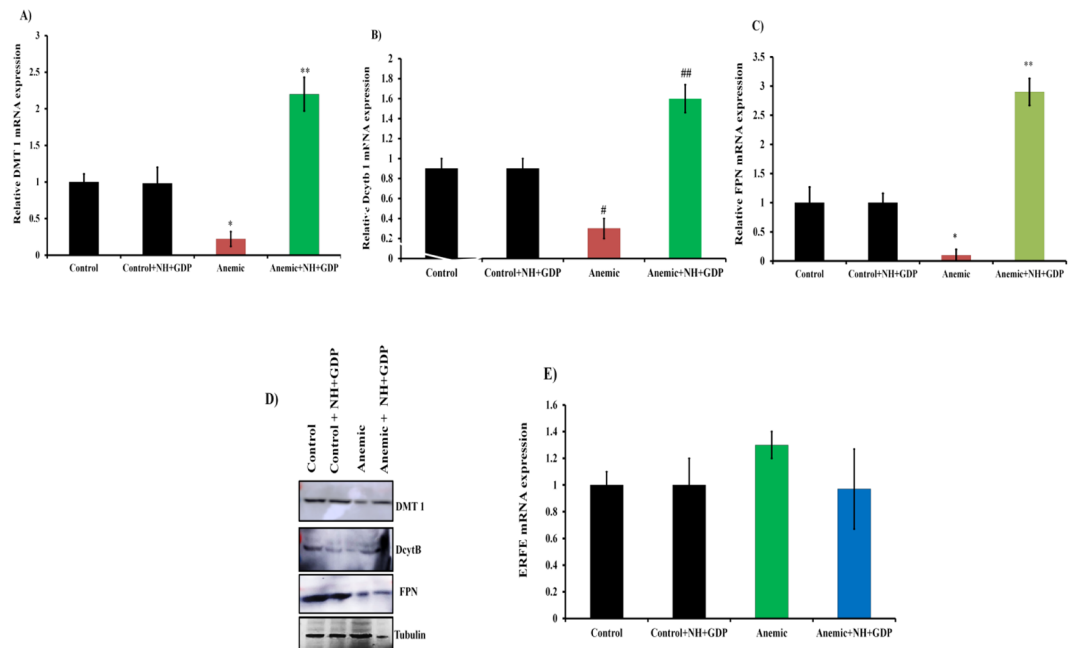 A)
Relative DMT 1 mRNA expression
3
2.5
2
1.5
1
0.5
0
*
**
Control
Control+NH+GDP
Anemic
Anemic+NH+GDP
B)
Relative Dcytb 1 mRNA expression
2
1.8
1.6
1.4
1.2
1
0.8
0.6
0.4
0.2
0
#
##
Control
Control+NH+GDP
Anemic
Anemic+NH+GDP
C)
Relative FPN mRNA expression
3.5
3
2.5
2
1.5
1
0.5
0
*
**
Control
Control+NH+GDP
Anemic
Anemic+NH+GDP
D)
Control
Control + NH+GDP
Anemic
Anemic + NH+GDP
DMT 1
DcytB
FPN
Tubulin
E)
ERFE mRNA expression
1.6
1.4
1.2
1
0.8
0.6
0.4
0.2
0
Control
Control+NH+GDP
Anemic
Anemic+NH+GDP